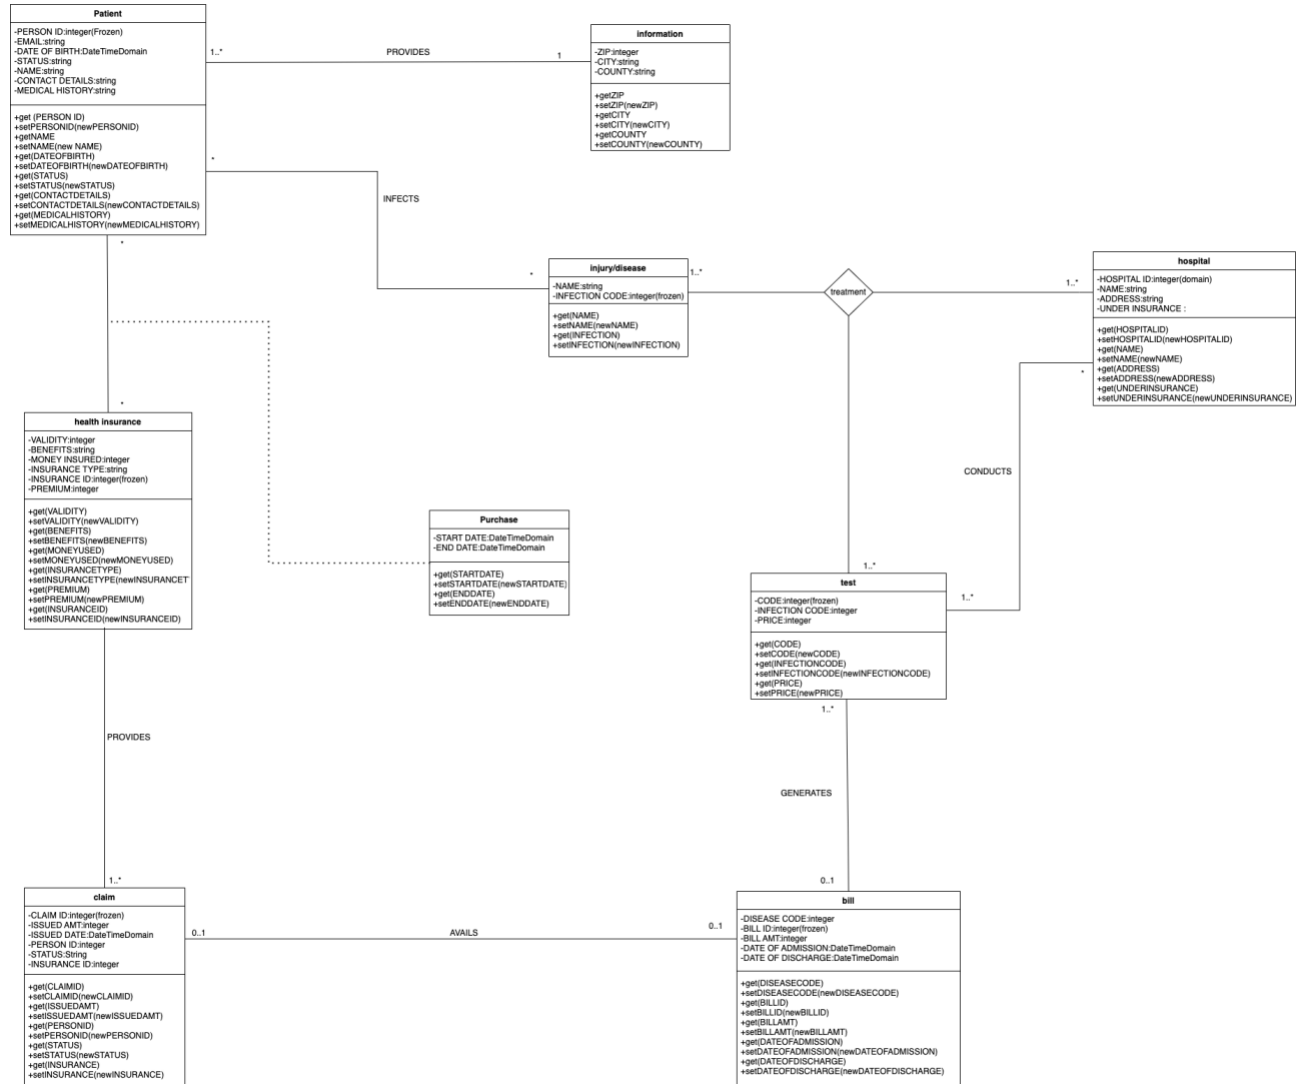 Patient
-PERSON ID:integer(Frozen)
-EMAIL:string
-DATE OF BIRTH:DateTimeDomain
-STATUS:string
-NAME:string
-CONTACT DETAILS:string
-MEDICAL HISTORY:string
+get (PERSON ID)
+setPERSONID(newPERSONID)
+getNAME
+setNAME(new NAME)
+get(DATEOFBIRTH)
+setDATEOFBIRTH(newDATEOFBIRTH)
+get(STATUS)
+setSTATUS(newSTATUS)
+get(CONTACTDETAILS)
+setCONTACTDETAILS(newCONTACTDETAILS)
+get(MEDICALHISTORY)
+setMEDICALHISTORY(newMEDICALHISTORY)
1..*
PROVIDES
1
information
-ZIP:integer
-CITY:string
-COUNTY:string
+getZIP
+setZIP(newZIP)
+getCITY
+setCITY(newCITY)
+getCOUNTY
+setCOUNTY(newCOUNTY)
*
INFECTS
*
injury/disease
-NAME:string
-INFECTION CODE:integer(frozen)
+get(NAME)
+setNAME(newNAME)
+get(INFECTION)
+setINFECTION(newINFECTION)
1..*
treatment
1..*
hospital
-HOSPITAL ID:integer(domain)
-NAME:string
-ADDRESS:string
-UNDER INSURANCE :
+get(HOSPITALID)
+setHOSPITALID(newHOSPITALID)
+get(NAME)
+setNAME(newNAME)
+get(ADDRESS)
+setADDRESS(newADDRESS)
+get(UNDERINSURANCE)
+setUNDERINSURANCE(newUNDERINSURANCE)
*
*
*
health insurance
-VALIDITY:integer
-BENEFITS:string
-MONEY INSURED:integer
-INSURANCE TYPE:string
-INSURANCE ID:integer(frozen)
-PREMIUM:integer
+get(VALIDITY)
+setVALIDITY(newVALIDITY)
+get(BENEFITS)
+setBENEFITS(newBENEFITS)
+get(MONEYUSED)
+setMONEYUSED(newMONEYUSED)
+get(INSURANCETYPE)
+setINSURANCETYPE(newINSURANCET
+get(PREMIUM)
+setPREMIUM(newPREMIUM)
+get(INSURANCEID)
+setINSURANCEID(newINSURANCEID)
Purchase
-START DATE:DateTimeDomain
-END DATE:DateTimeDomain
+get(STARTDATE)
+setSTARTDATE(newSTARTDATE)
+get(ENDDATE)
+setENDDATE(newENDDATE)
CONDUCTS
1..*
1..*
test
-CODE:integer(frozen)
-INFECTION CODE:integer
-PRICE:integer
+get(CODE)
+setCODE(newCODE)
+get(INFECTIONCODE)
+setINFECTIONCODE(newINFECTIONCODE)
+get(PRICE)
+setPRICE(newPRICE)
1..*
PROVIDES
GENERATES
1..*
0..1
claim
-CLAIM ID:integer(frozen)
-ISSUED AMT:integer
-ISSUED DATE:DateTimeDomain
-PERSON ID:integer
-STATUS:String
-INSURANCE ID:integer
+get(CLAIMID)
+setCLAIMID(newCLAIMID)
+get(ISSUEDAMT)
+setISSUEDAMT(newISSUEDAMT)
+get(PERSONID)
+setPERSONID(newPERSONID)
+get(STATUS)
+setSTATUS(newSTATUS)
+get(INSURANCE)
+setINSURANCE(newINSURANCE)
0..1
AVAILS
0..1
bill
-DISEASE CODE:integer
-BILL ID:integer(frozen)
-BILL AMT:integer
-DATE OF ADMISSION:DateTimeDomain
-DATE OF DISCHARGE:DateTimeDomain
+get(DISEASECODE)
+setDISEASECODE(newDISEASECODE)
+get(BILLID)
+setBILLID(newBILLID)
+get(BILLAMT)
+setBILLAMT(newBILLAMT)
+get(DATEOFADMISSION)
+setDATEOFADMISSION(newDATEOFADMISSION)
+get(DATEOFDISCHARGE)
+setDATEOFDISCHARGE(newDATEOFDISCHARGE)